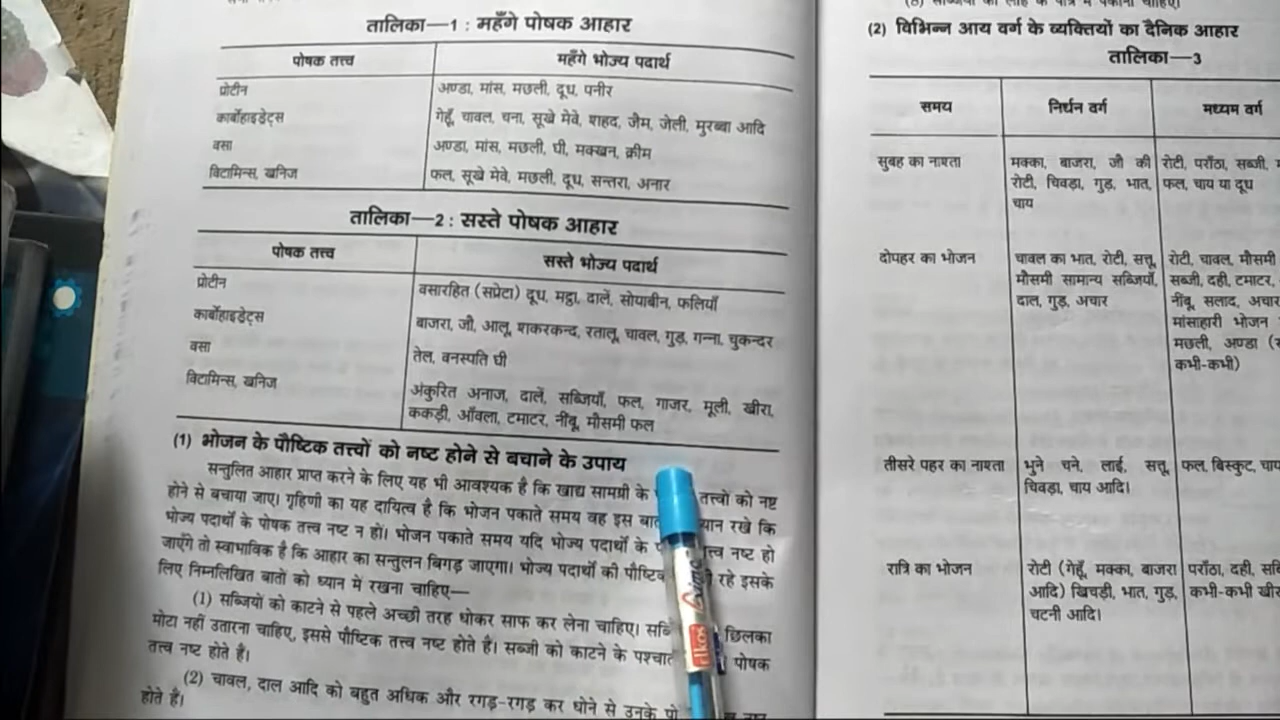 तालिका—1 : महँगे पोषक आहार
पोषक तत्त्व महँगे भोज्य पदार्थ
प्रोटीन अण्डा, मांस, मछली, दूध, पनीर
कार्बोहाइड्रेट्स गेहूँ, चावल, चना, सूखे मेवे, शहद, जैम, जेली, मुरब्बा आदि
वसा अण्डा, मांस, मछली, घी, मक्खन, क्रीम
विटामिन्स, खनिज फल, सूखे मेवे, मछली, दूध, सन्तरा, अनार
तालिका—2 : सस्ते पोषक आहार
पोषक तत्त्व सस्ते भोज्य पदार्थ
प्रोटीन वसारहित (सप्रेटा) दूध, मट्ठा, दालें, सोयाबीन, फलियाँ
कार्बोहाइड्रेट्स बाजरा, जौ, आलू, शकरकन्द, रतालू, चावल, गुड़, गन्ना, चुकन्दर
वसा तेल, वनस्पति घी
विटामिन्स, खनिज अंकुरित अनाज, दालें, सब्जियाँ, फल, गाजर, मूली, खीरा,
ककड़ी, आँवला, टमाटर, नींबू, मौसमी फल
(1) भोजन के पौष्टिक तत्त्वों को नष्ट होने से बचाने के उपाय
सन्तुलित आहार प्राप्त करने के लिए यह भी आवश्यक है कि खाद्य सामग्री के तत्त्वों को नष्ट
होने से बचाया जाए। गृहिणी का यह दायित्व है कि भोजन पकाते समय वह इस रखे कि
भोज्य पदार्थों के पोषक तत्त्व नष्ट न हों। भोजन पकाते समय यदि भोज्य पदार्थों के नष्ट हो
जाएँगे तो स्वाभाविक है कि आहार का सन्तुलन बिगड़ जाएगा। भोज्य पदार्थों की रहे इसके
लिए निम्नलिखित बातों को ध्यान में रखना चाहिए—
(1) सब्जियों को काटने से पहले अच्छी तरह धोकर साफ कर लेना चाहिए। छिलका
मोटा नहीं उतारना चाहिए, इससे पौष्टिक तत्त्व नष्ट होते हैं। सब्जी को काटने के पोषक
तत्त्व नष्ट होते हैं।
(2) चावल, दाल आदि को बहुत अधिक और रगड़-रगड़ कर धोने से उनके
होते हैं।
elkos
(8) सब्जियों को लोहे के पात्र में पकाना चाहिए।
(2) विभिन्न आय वर्ग के व्यक्तियों का दैनिक आहार
तालिका—3
समय निर्धन वर्ग मध्यम वर्ग
सुबह का नाश्ता मक्का, बाजरा, जौ की रोटी, पराँठा, सब्जी,
रोटी, चिवड़ा, गुड़, भात, फल, चाय या दूध
चाय
दोपहर का भोजन चावल का भात, रोटी, सत्तू, रोटी, चावल, मौसमी
मौसमी सामान्य सब्जियाँ, सब्जी, दही, टमाटर,
दाल, गुड़, अचार नींबू, सलाद, अचार
मांसाहारी भोजन
मछली, अण्डा
कभी-कभी)
तीसरे पहर का नाश्ता भुने चने, लाई, सत्तू, फल, बिस्कुट, चाय
चिवड़ा, चाय आदि।
रात्रि का भोजन रोटी (गेहूँ, मक्का, बाजरा पराँठा, दही,
आदि) खिचड़ी, भात, गुड़, कभी-कभी
चटनी आदि।